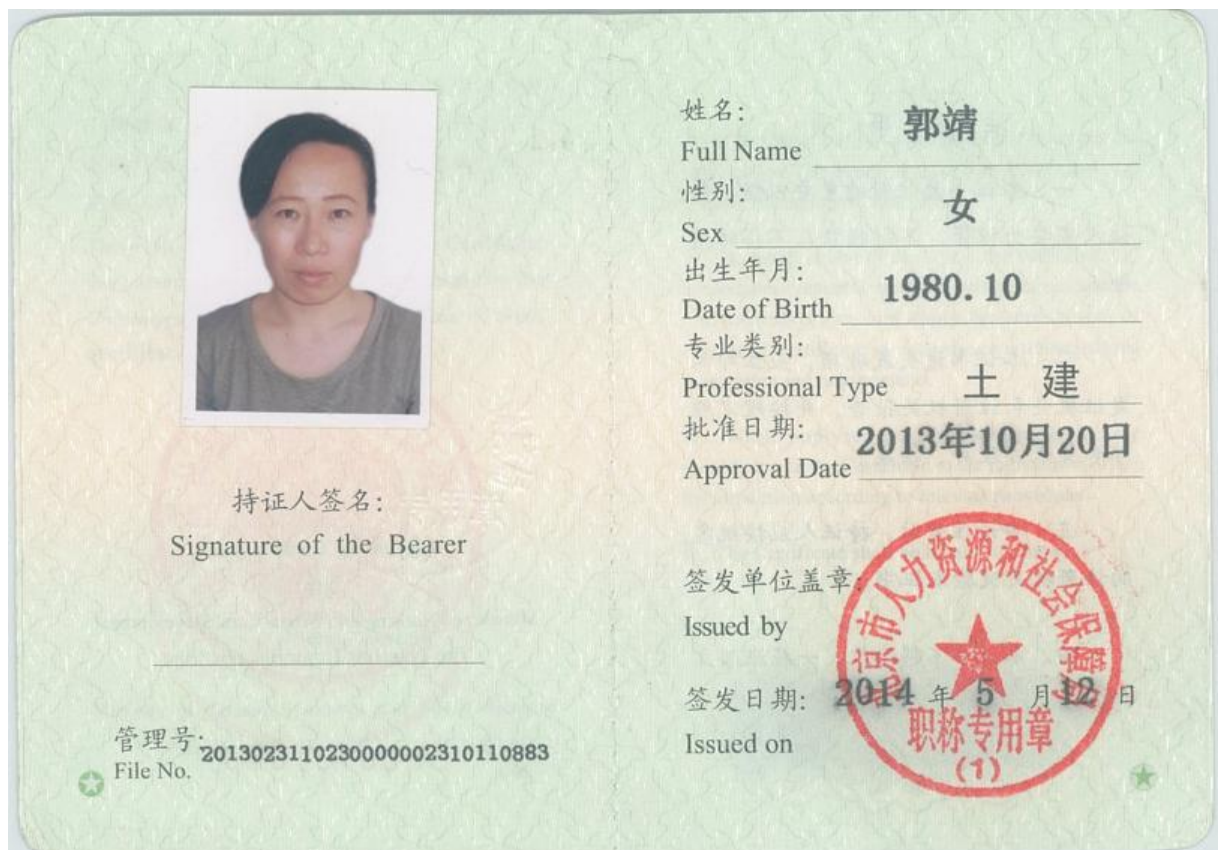 持证人签名:
Signature of the Bearer
管理号:
File No.
2013023110230000002310110883
姓名:
Full Name
郭靖
性别:
Sex
女
出生年月:
Date of Birth
1980.10
专业类别:
Professional Type
土 建
批准日期:
Approval Date
2013年10月20日
签发单位盖章:
Issued by
北京市人力资源和社会保障局
职称专用章
(1)
签发日期: 2014 年 5 月 12 日
Issued on